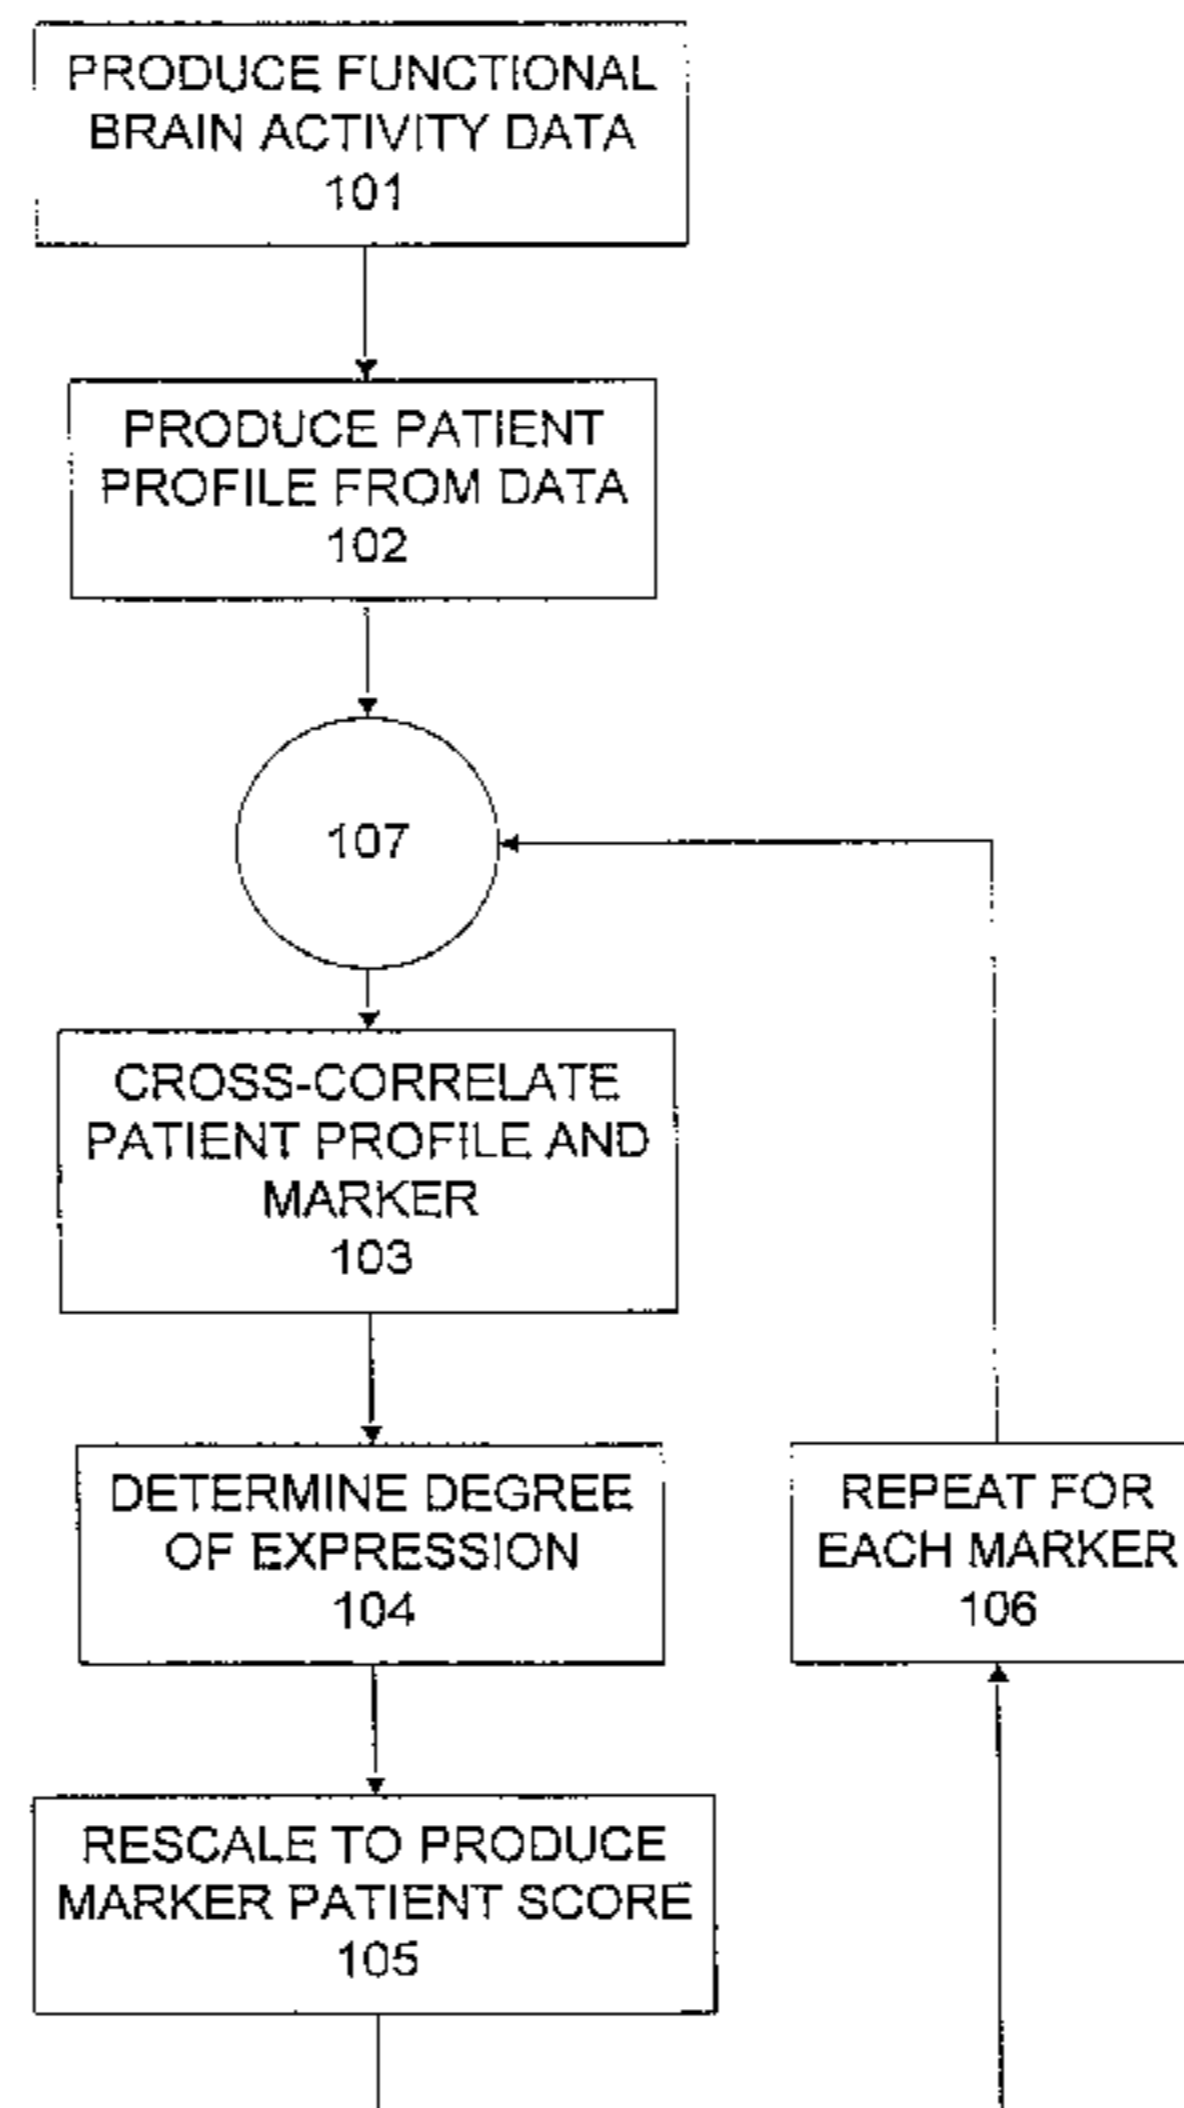 PRODUCE FUNCTIONAL
BRAIN ACTIVITY DATA
101
PRODUCE PATIENT
PROFILE FROM DATA
102
107
CROSS-CORRELATE
PATIENT PROFILE AND
MARKER
103
DETERMINE DEGREE
OF EXPRESSION
104
REPEAT FOR
EACH MARKER
106
RESCALE TO PRODUCE
MARKER PATIENT SCORE
105